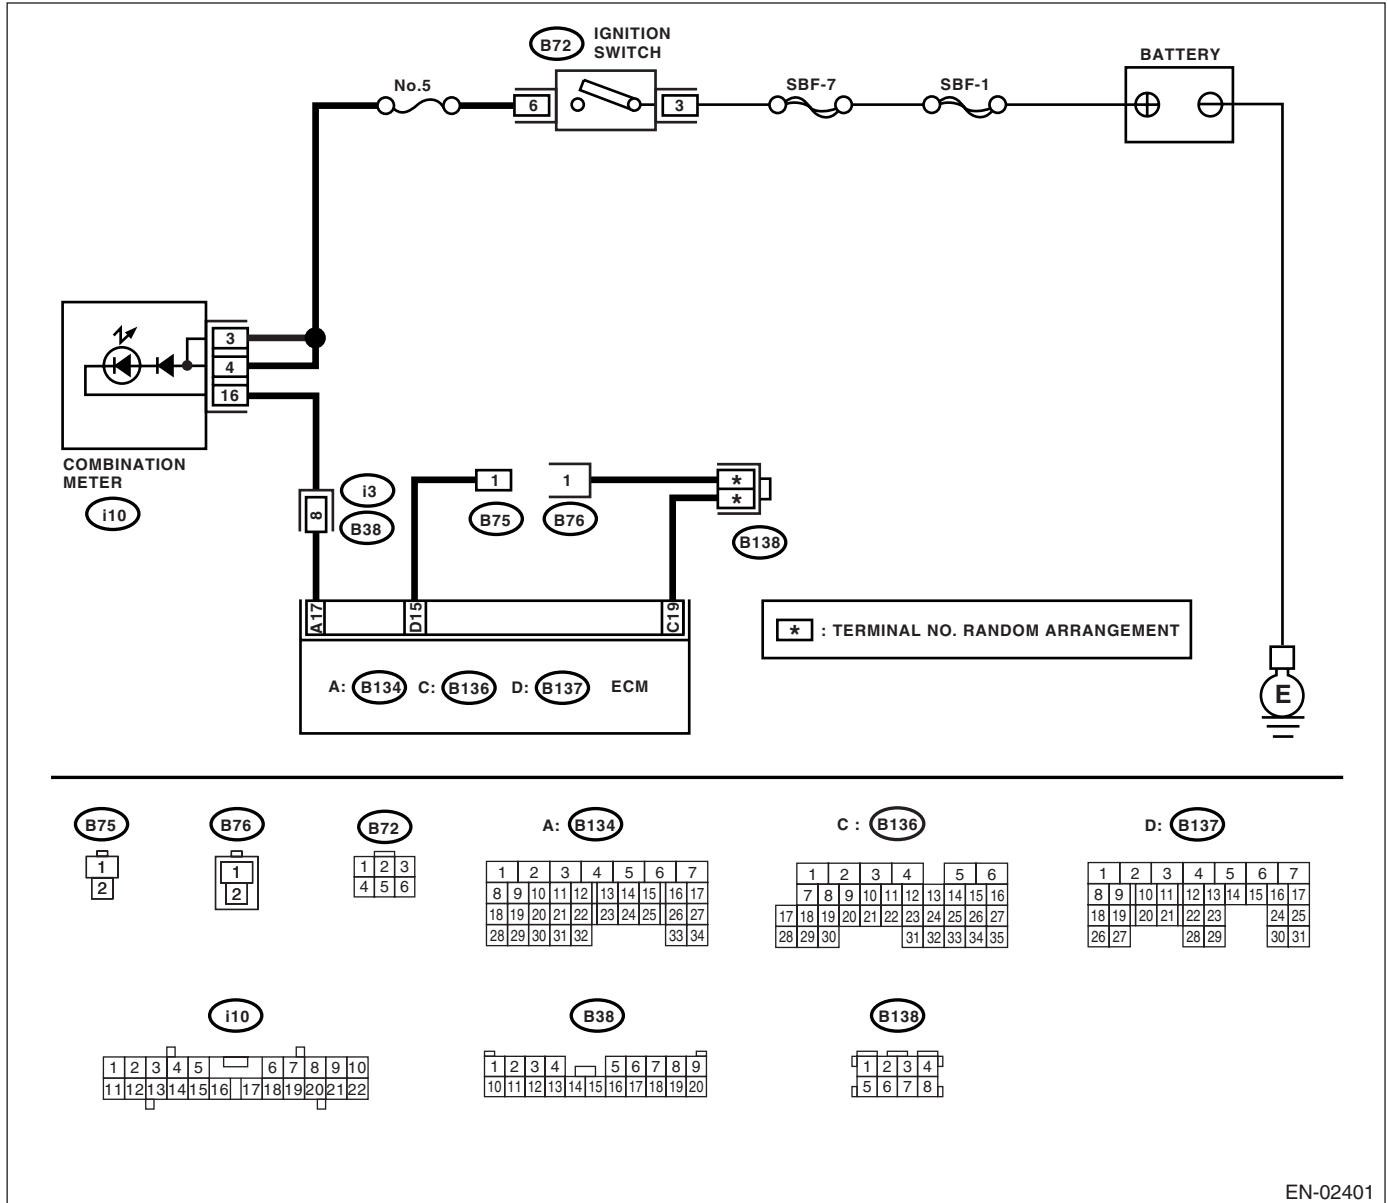 B72
IGNITION
SWITCH
BATTERY
No.5
6
3
SBF-7
SBF-1
3
4
16
COMBINATION
METER
i10
8
i3
B38
1
B75
1
B76
*
*
B138
A17
D15
C19
A: B134 C: B136 D: B137 ECM
* : TERMINAL NO. RANDOM ARRANGEMENT
E
B75
1
2
B76
1
2
B72
1 2 3
4 5 6
A: B134
1 2 3 4 5 6 7
8 9 10 11 12 13 14 15 16 17
18 19 20 21 22 23 24 25 26 27
28 29 30 31 32 33 34
C : B136
1 2 3 4 5 6
7 8 9 10 11 12 13 14 15 16
17 18 19 20 21 22 23 24 25 26 27
28 29 30 31 32 33 34 35
D: B137
1 2 3 4 5 6 7
8 9 10 11 12 13 14 15 16 17
18 19 20 21 22 23 24 25
26 27 28 29 30 31
i10
1 2 3 4 5 6 7 8 9 10
11 12 13 14 15 16 17 18 19 20 21 22
B38
1 2 3 4 5 6 7 8 9
10 11 12 13 14 15 16 17 18 19 20
B138
1 2 3 4
5 6 7 8
EN-02401